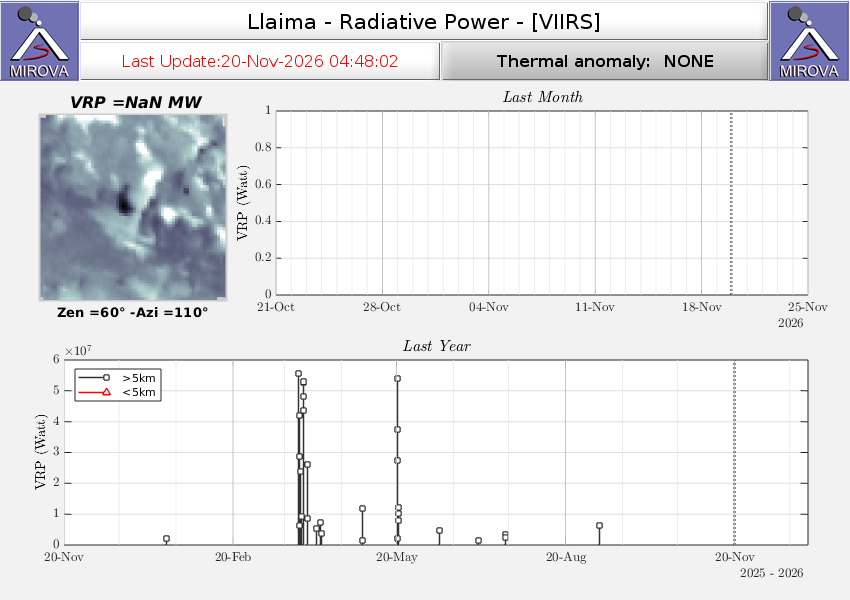 Llaima - Radiative Power - [VIIRS]
MIROVA
Last Update:20-Nov-2026 04:48:02
Thermal anomaly: NONE
MIROVA
VRP =NaN MW
Zen =60° -Azi =110°
Last Month
VRP (Watt)
1
0.8
0.6
0.4
0.2
0
21-Oct
28-Oct
04-Nov
11-Nov
18-Nov
25-Nov
2026
Last Year
×10⁷
VRP (Watt)
6
5
4
3
2
1
0
>5km
<5km
20-Nov
20-Feb
20-May
20-Aug
20-Nov
2025 - 2026